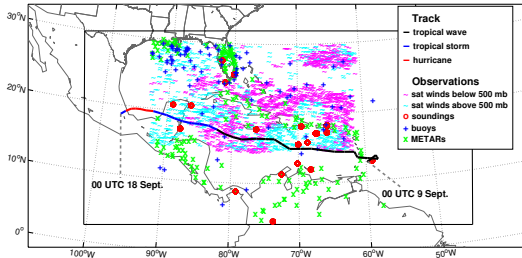 30°N
20°N
10°N
0°
110°W
100°W
90°W
80°W
70°W
60°W
50°W
00 UTC 18 Sept.
00 UTC 9 Sept.
Track
tropical wave
tropical storm
hurricane
Observations
sat winds below 500 mb
sat winds above 500 mb
soundings
buoys
METARs